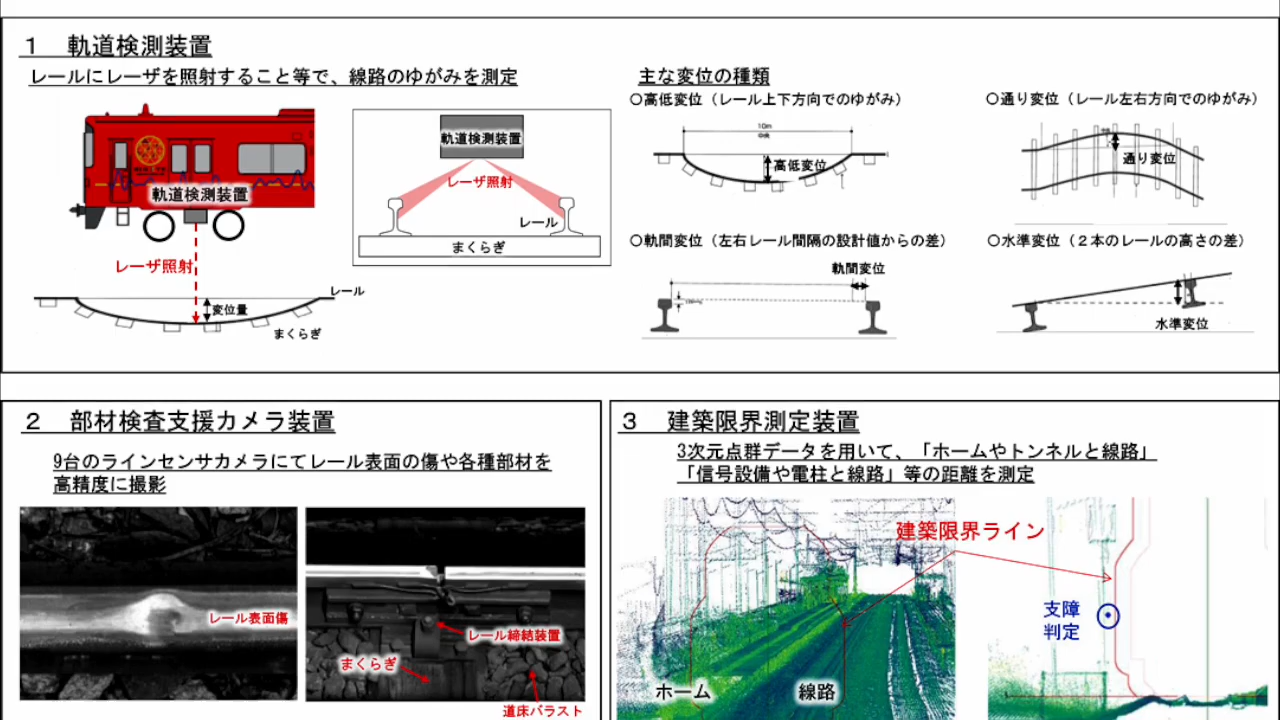 １　軌道検測装置
レールにレーザを照射すること等で、線路のゆがみを測定
軌道検測装置
レーザ照射
レール
変位量
まくらぎ
軌道検測装置
レーザ照射
レール
まくらぎ
主な変位の種類
○高低変位（レール上下方向でのゆがみ）
10m
中央
高低変位
○通り変位（レール左右方向でのゆがみ）
通り変位
○軌間変位（左右レール間隔の設計値からの差）
軌間変位
○水準変位（２本のレールの高さの差）
水準変位
２　部材検査支援カメラ装置
9台のラインセンサカメラにてレール表面の傷や各種部材を
高精度に撮影
レール表面傷
レール締結装置
まくらぎ
道床バラスト
３　建築限界測定装置
3次元点群データを用いて、「ホームやトンネルと線路」
「信号設備や電柱と線路」等の距離を測定
建築限界ライン
支障
判定
ホーム
線路